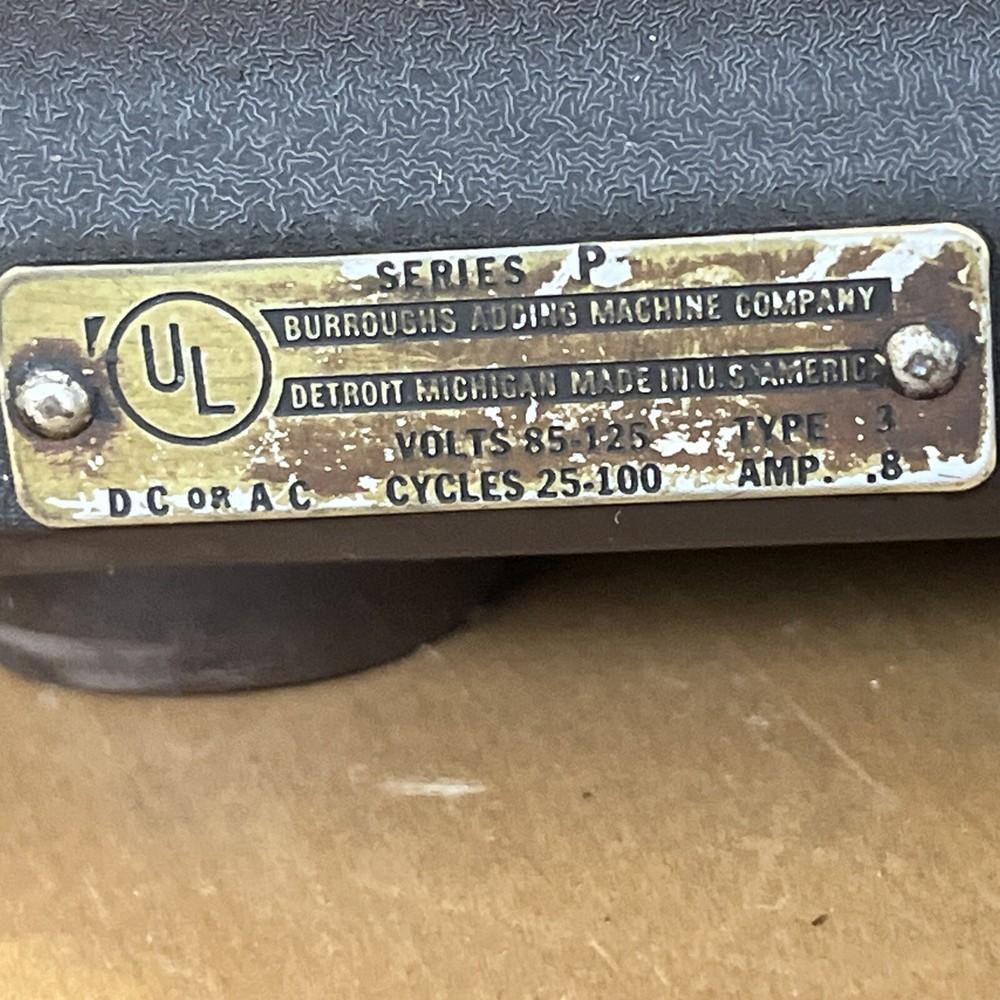 SERIES P
UL
BURROUGHS ADDING MACHINE COMPANY
DETROIT MICHIGAN MADE IN U.S AMERICA
VOLTS 85-125 TYPE 3
D C OR A C CYCLES 25-100 AMP. .8